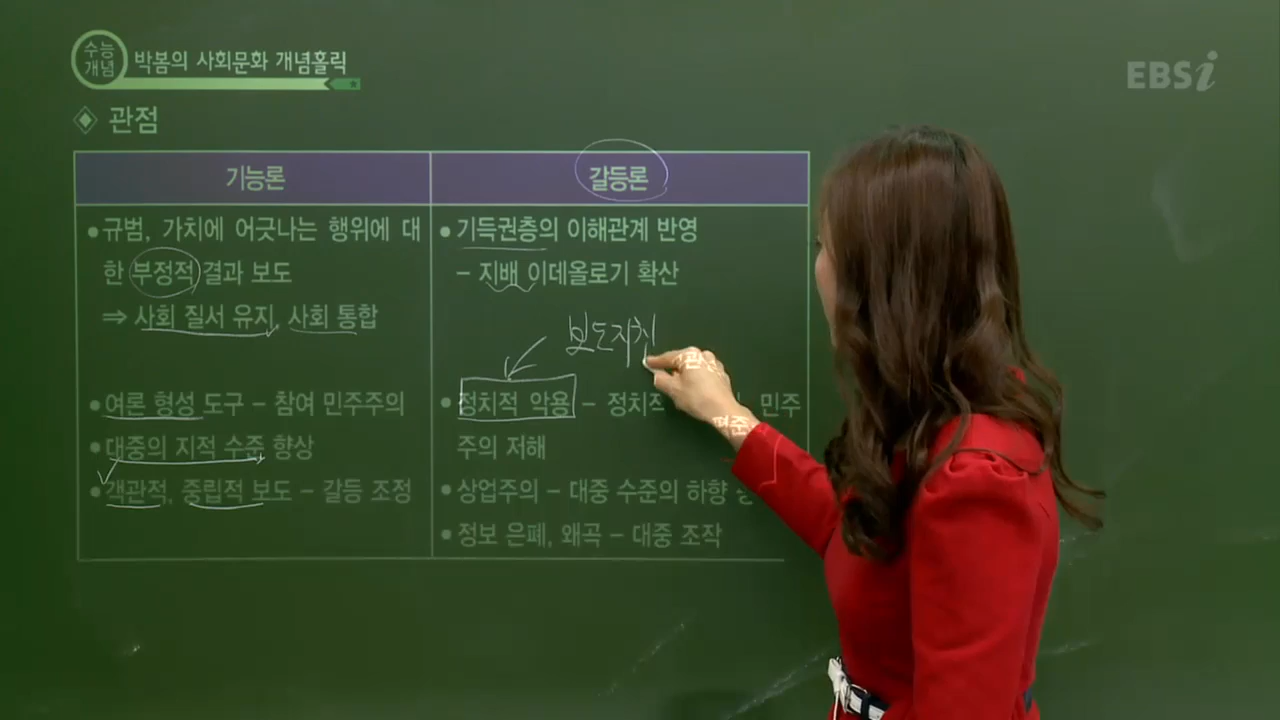 수능
개념
박봄의 사회문화 개념홀릭
EBSi
관점
기능론
갈등론
● 규범, 가치에 어긋나는 행위에 대
한 부정적 결과 보도
⇒ 사회 질서 유지, 사회 통합
● 여론 형성 도구 – 참여 민주주의
● 대중의 지적 수준 향상
● 객관적, 중립적 보도 – 갈등 조정
● 기득권층의 이해관계 반영
– 지배 이데올로기 확산
보도지침
● 정치적 악용 – 정치적 민주
주의 저해
● 상업주의 – 대중 수준의 하향
● 정보 은폐, 왜곡 – 대중 조작